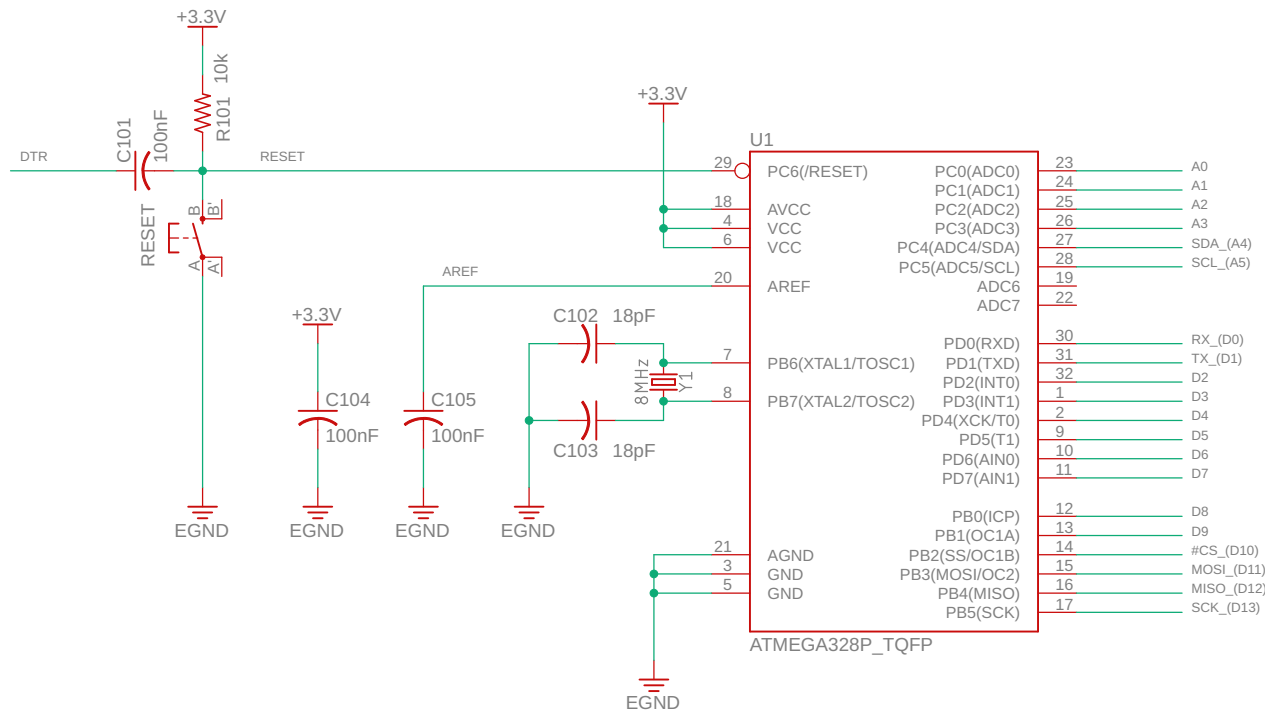 +3.3V
10k
R101
C101
100nF
DTR
RESET
RESET
B
B'
A
A'
EGND
+3.3V
C104
100nF
EGND
AREF
C105
100nF
EGND
C102 18pF
8MHz
Y1
C103 18pF
EGND
+3.3V
U1
29 PC6(/RESET)
18 AVCC
4 VCC
6 VCC
20 AREF
7 PB6(XTAL1/TOSC1)
8 PB7(XTAL2/TOSC2)
21 AGND
3 GND
5 GND
EGND
PC0(ADC0) 23 A0
PC1(ADC1) 24 A1
PC2(ADC2) 25 A2
PC3(ADC3) 26 A3
PC4(ADC4/SDA) 27 SDA_(A4)
PC5(ADC5/SCL) 28 SCL_(A5)
ADC6 19
ADC7 22
PD0(RXD) 30 RX_(D0)
PD1(TXD) 31 TX_(D1)
PD2(INT0) 32 D2
PD3(INT1) 1 D3
PD4(XCK/T0) 2 D4
PD5(T1) 9 D5
PD6(AIN0) 10 D6
PD7(AIN1) 11 D7
PB0(ICP) 12 D8
PB1(OC1A) 13 D9
PB2(SS/OC1B) 14 #CS_(D10)
PB3(MOSI/OC2) 15 MOSI_(D11)
PB4(MISO) 16 MISO_(D12)
PB5(SCK) 17 SCK_(D13)
ATMEGA328P_TQFP